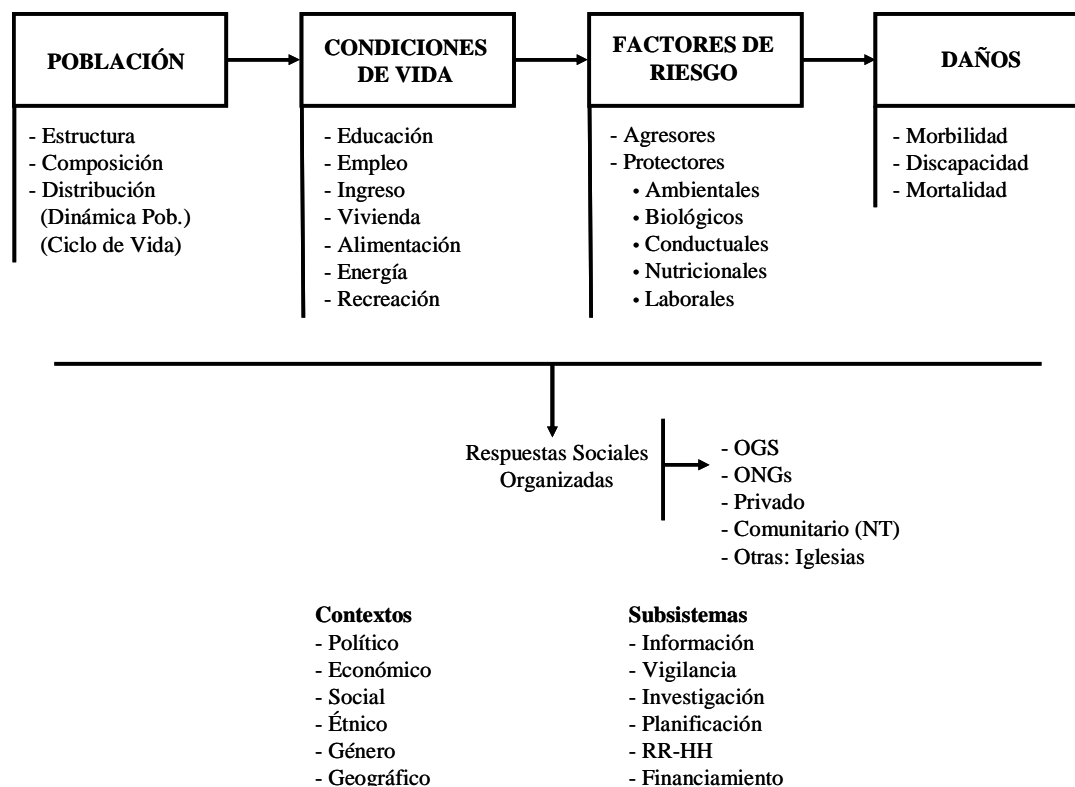 POBLACIÓN
- Estructura
- Composición
- Distribución
(Dinámica Pob.)
(Ciclo de Vida)
CONDICIONES
DE VIDA
- Educación
- Empleo
- Ingreso
- Vivienda
- Alimentación
- Energía
- Recreación
FACTORES DE
RIESGO
- Agresores
- Protectores
• Ambientales
• Biológicos
• Conductuales
• Nutricionales
• Laborales
DAÑOS
- Morbilidad
- Discapacidad
- Mortalidad
Respuestas Sociales
Organizadas
- OGS
- ONGs
- Privado
- Comunitario (NT)
- Otras: Iglesias
Contextos
- Político
- Económico
- Social
- Étnico
- Género
- Geográfico
Subsistemas
- Información
- Vigilancia
- Investigación
- Planificación
- RR-HH
- Financiamiento